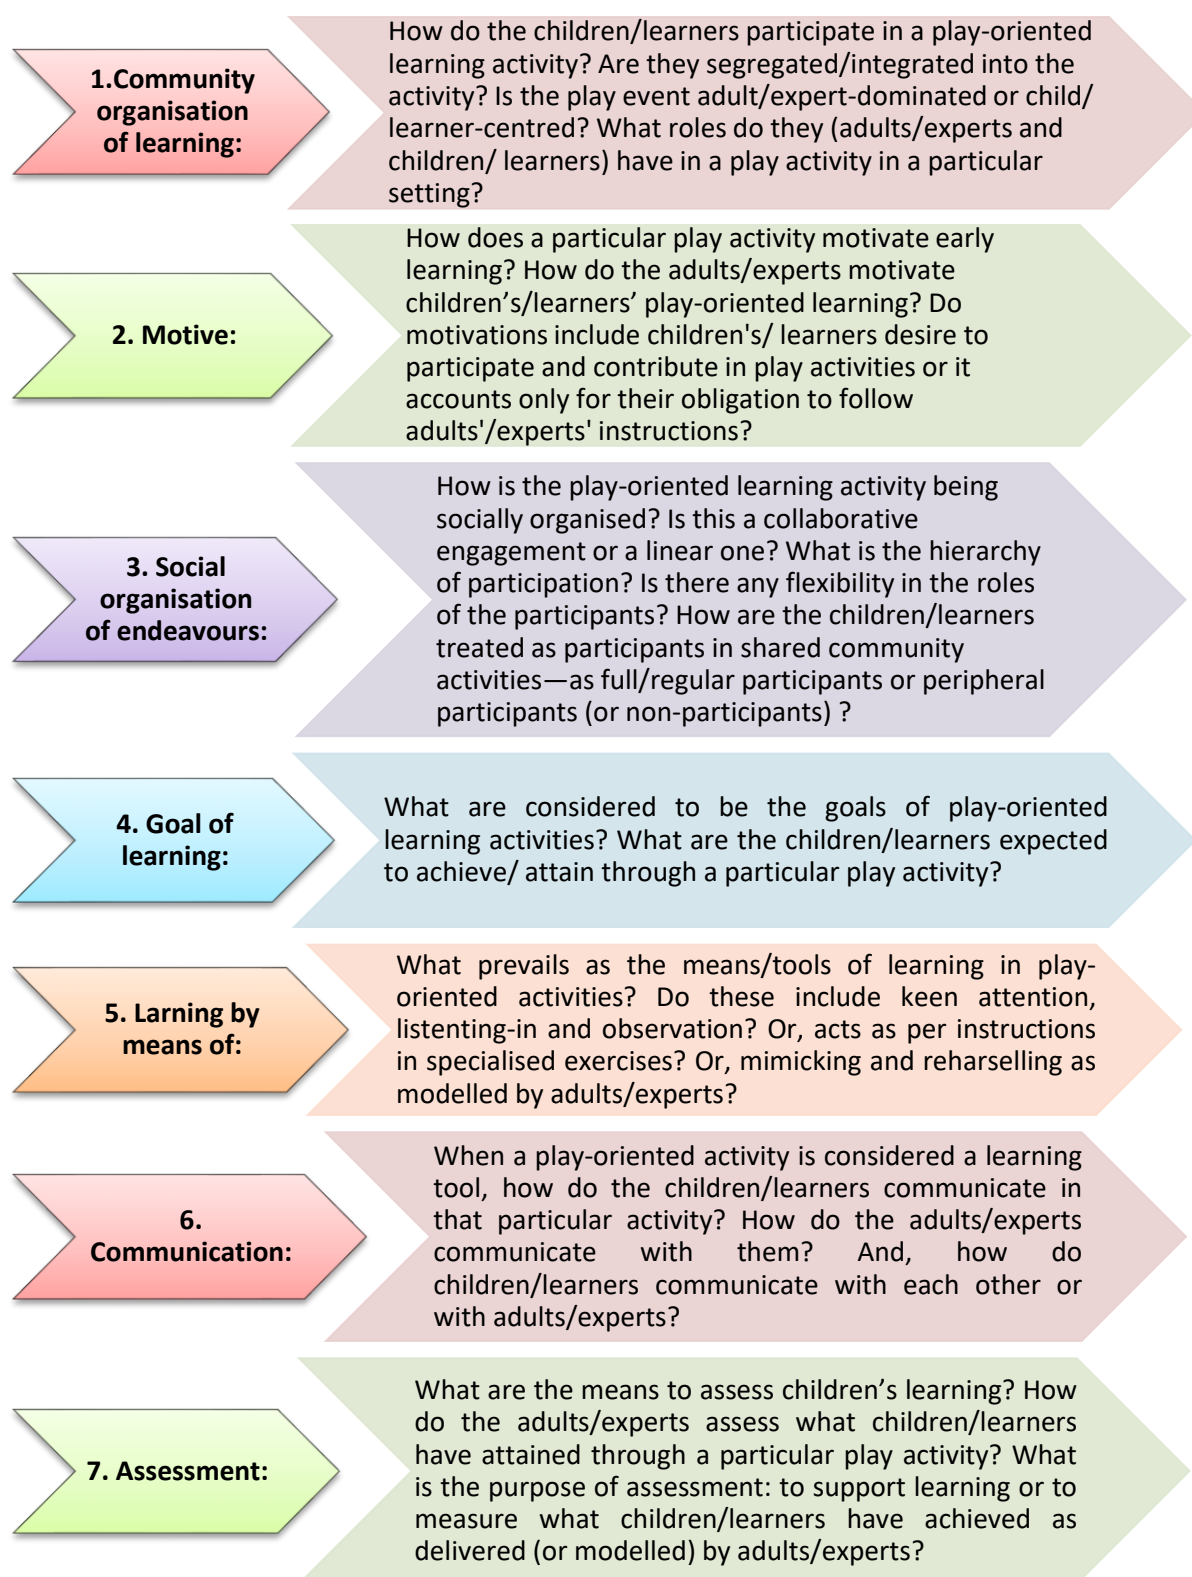 1.Community
organisation
of learning:
How do the children/learners participate in a play-oriented
learning activity? Are they segregated/integrated into the
activity? Is the play event adult/expert-dominated or child/
learner-centred? What roles do they (adults/experts and
children/ learners) have in a play activity in a particular
setting?
2. Motive:
How does a particular play activity motivate early
learning? How do the adults/experts motivate
children’s/learners’ play-oriented learning? Do
motivations include children's/ learners desire to
participate and contribute in play activities or it
accounts only for their obligation to follow
adults'/experts' instructions?
3. Social
organisation
of endeavours:
How is the play-oriented learning activity being
socially organised? Is this a collaborative
engagement or a linear one? What is the hierarchy
of participation? Is there any flexibility in the roles
of the participants? How are the children/learners
treated as participants in shared community
activities—as full/regular participants or peripheral
participants (or non-participants) ?
4. Goal of
learning:
What are considered to be the goals of play-oriented
learning activities? What are the children/learners expected
to achieve/ attain through a particular play activity?
5. Larning by
means of:
What prevails as the means/tools of learning in play-
oriented activities? Do these include keen attention,
listenting-in and observation? Or, acts as per instructions
in specialised exercises? Or, mimicking and reharselling as
modelled by adults/experts?
6.
Communication:
When a play-oriented activity is considered a learning
tool, how do the children/learners communicate in
that particular activity? How do the adults/experts
communicate with them? And, how do
children/learners communicate with each other or
with adults/experts?
7. Assessment:
What are the means to assess children’s learning? How
do the adults/experts assess what children/learners
have attained through a particular play activity? What
is the purpose of assessment: to support learning or to
measure what children/learners have achieved as
delivered (or modelled) by adults/experts?